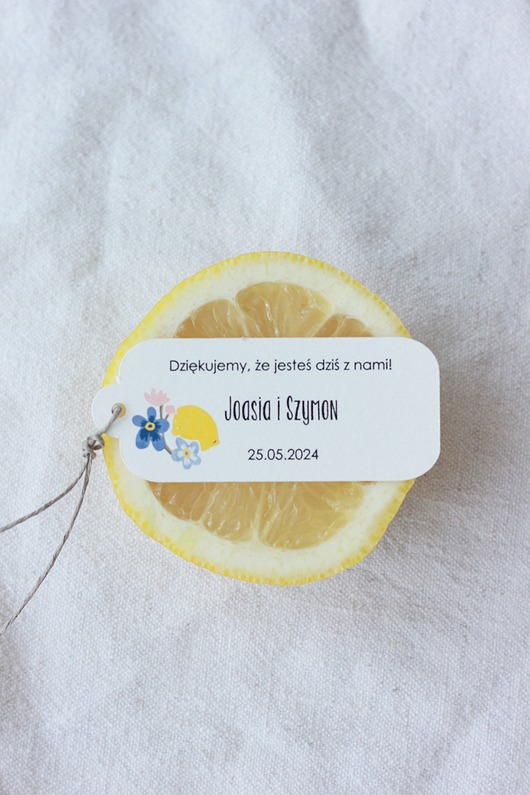 Dziękujemy, że jesteś dziś z nami!
Joasia i Szymon
25.05.2024